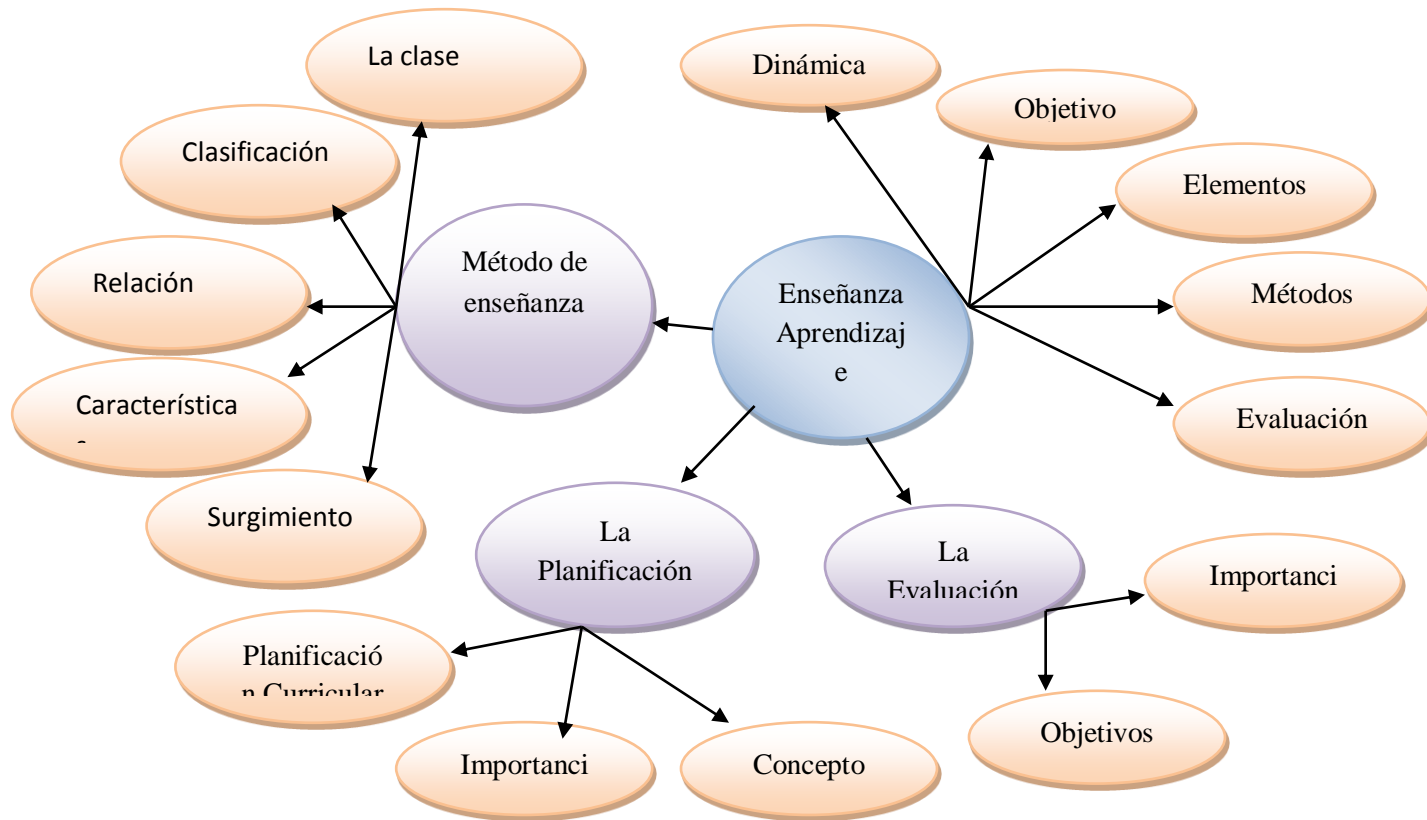 La clase
Dinámica
Objetivo
Clasificación
Elementos
Método de
enseñanza
Relación
Enseñanza
Aprendizaj
e
Métodos
Característica
s
Evaluación
Surgimiento
La
Planificación
La
Evaluación
Importanci
Planificació
n Curricular
Objetivos
Importanci
Concepto